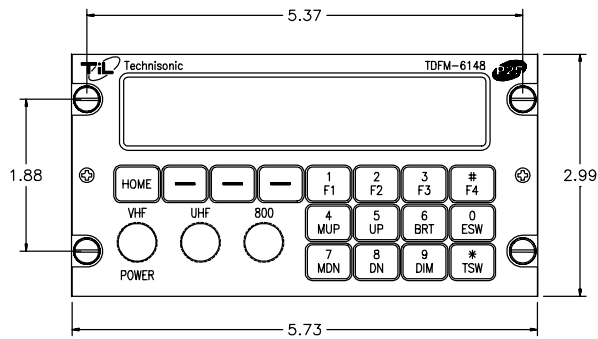 5.37
TiL Technisonic TDFM-6148 P25
1.88
2.99
HOME
1 2 3 #
F1 F2 F3 F4
VHF UHF 800
4 5 6 0
MUP UP BRT ESW
7 8 9 *
MDN DN DIM TSW
POWER
5.73